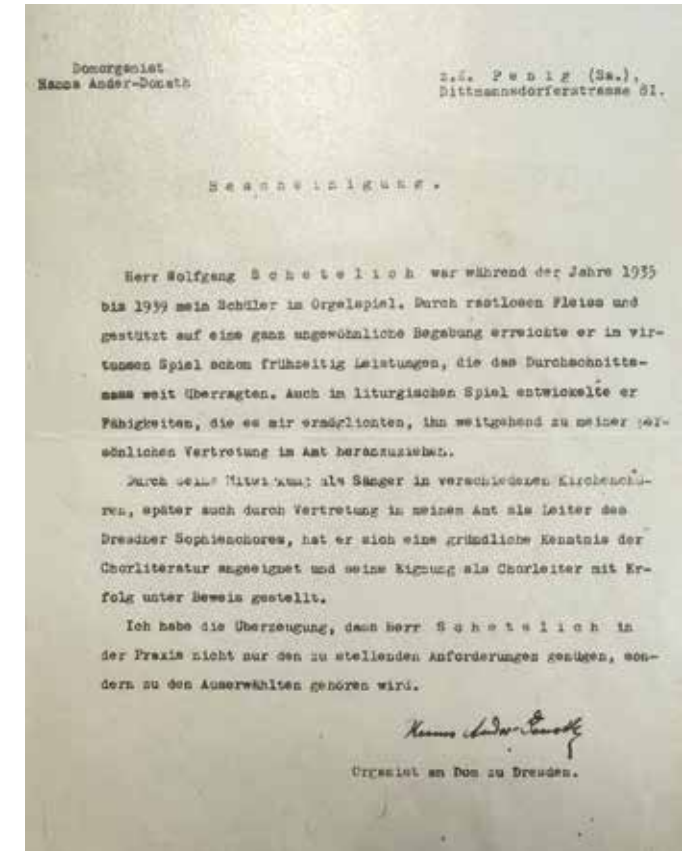 Domorganist
Hanns Ander-Donath
z.Z. P e n i g (Sa.),
Dittmannsdorferstrasse 81.
B e s c h e i n i g u n g .
Herr Wolfgang S c h e t e l i c h war während der Jahre 1935
bis 1939 mein Schüler im Orgelspiel. Durch rastlosen Fleiss und
gestützt auf eine ganz ungewöhnliche Begabung erreichte er im vir-
tuosen Spiel schon frühzeitig Leistungen, die das Durchschnitts-
mass weit überragten. Auch im liturgischen Spiel entwickelte er
Fähigkeiten, die es mir ermöglichten, ihn weitgehend zu meiner per-
sönlichen Vertretung im Amt heranzuziehen.
Durch seine Mitwirkung als Sänger in verschiedenen Kirchenchö-
ren, später auch durch Vertretung in meinem Amt als Leiter des
Dresdner Sophienchores, hat er sich eine gründliche Kenntnis der
Chorliteratur angeeignet und seine Eignung als Chorleiter mit Er-
folg unter Beweis gestellt.
Ich habe die Überzeugung, dass Herr S c h e t e l i c h in
der Praxis nicht nur den zu stellenden Anforderungen genügen, son-
dern zu den Auserwählten gehören wird.
Hanns Ander-Donath
Organist am Dom zu Dresden.